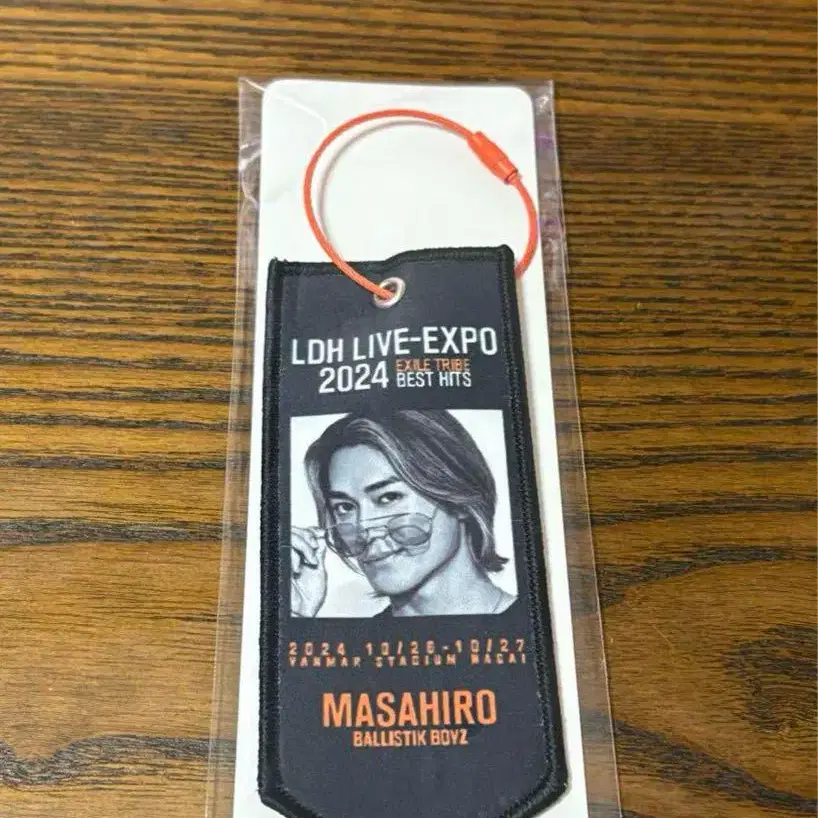 LDH LIVE-EXPO
2024 EXILE TRIBE
BEST HITS
2024.10/26-10/27
YANMAR STADIUM NAGAI
MASAHIRO
BALLISTIK BOYZ